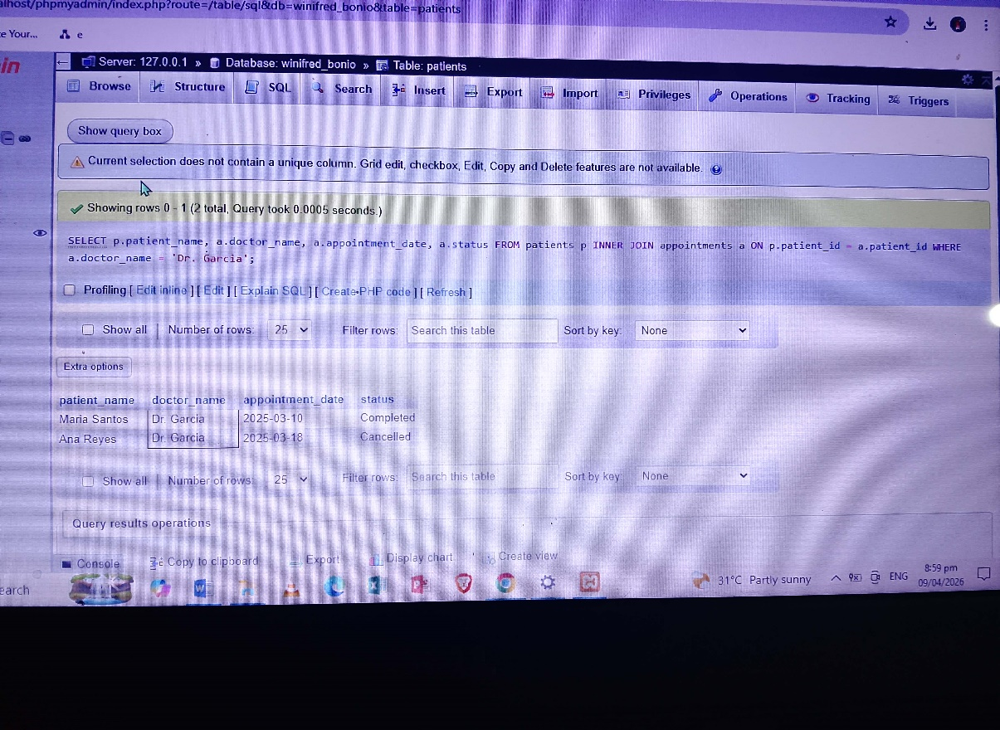 alhost/phpmyadmin/index.php?route=/table/sql&db=winifred_bonio&table=patients
e Your... e
in
Server: 127.0.0.1 » Database: winifred_bonio » Table: patients
Browse Structure SQL Search Insert Export Import Privileges Operations Tracking Triggers
Show query box
Current selection does not contain a unique column. Grid edit, checkbox, Edit, Copy and Delete features are not available.
Showing rows 0 - 1 (2 total, Query took 0.0005 seconds.)
SELECT p.patient_name, a.doctor_name, a.appointment_date, a.status FROM patients p INNER JOIN appointments a ON p.patient_id = a.patient_id WHERE
a.doctor_name = 'Dr. Garcia';
Profiling [ Edit inline ] [ Edit ] [ Explain SQL ] [ Create PHP code ] [ Refresh ]
Show all Number of rows: 25 Filter rows: Search this table Sort by key: None
Extra options
patient_name doctor_name appointment_date status
Maria Santos Dr. Garcia 2025-03-10 Completed
Ana Reyes Dr. Garcia 2025-03-18 Cancelled
Show all Number of rows: 25 Filter rows: Search this table Sort by key: None
Query results operations
Console Copy to clipboard Export Display chart Create view
earch 31°C Partly sunny ENG 8:59 pm
09/04/2026